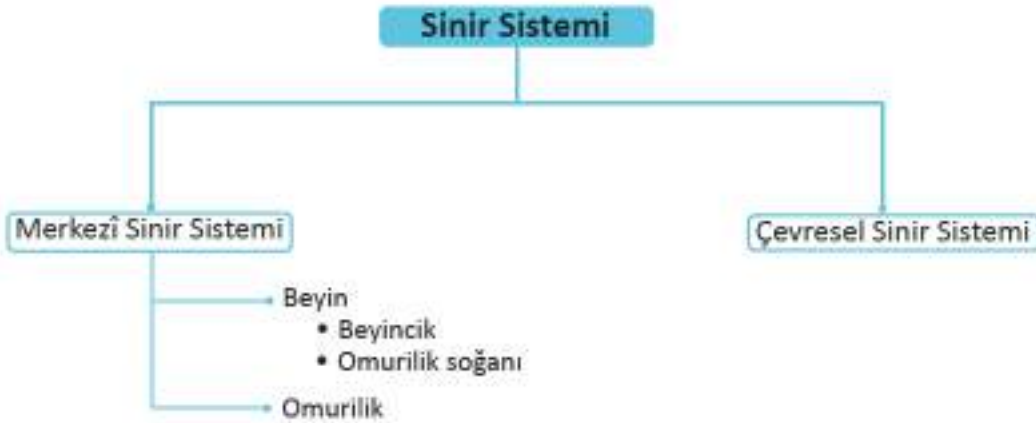 Sinir Sistemi
Merkezî Sinir Sistemi
Çevresel Sinir Sistemi
Beyin
• Beyincik
• Omurilik soğanı
Omurilik